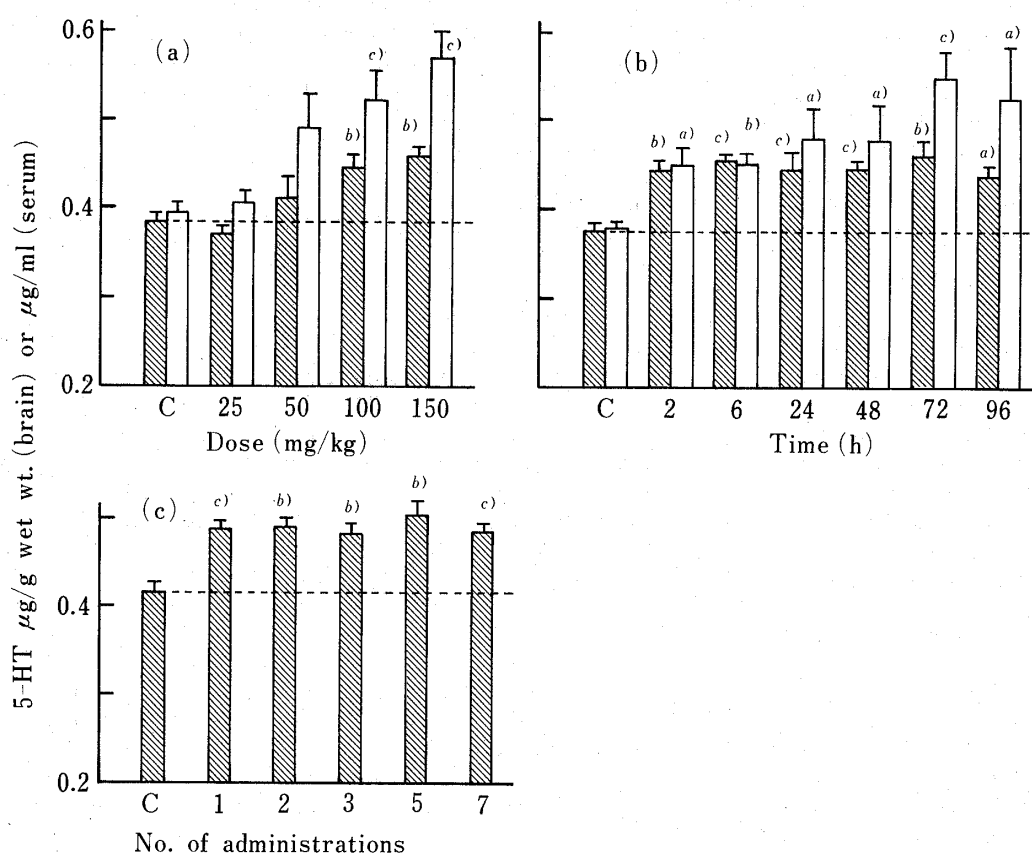 5-HT μg/g wet wt. (brain) or μg/ml (serum)
0.6
0.4
0.2
(a)
b)
c)
b)
c)
C 25 50 100 150
Dose (mg/kg)
(b)
b) a) c) b) c) a) c) a) b) c) a) a)
C 2 6 24 48 72 96
Time (h)
(c)
0.4
0.2
c) b) b) b) c)
C 1 2 3 5 7
No. of administrations